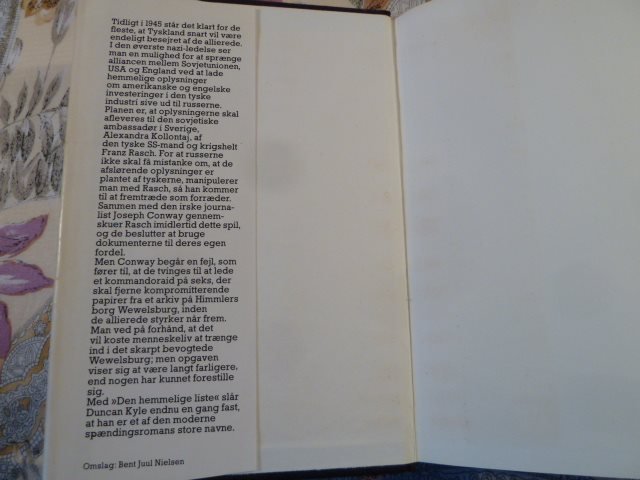 Tidligt i 1945 står det klart for de
fleste, at Tyskland snart vil være
endeligt besejret af de allierede.
I den øverste nazi-ledelse ser
man en mulighed for at sprænge
alliancen mellem Sovjetunionen,
USA og England ved at lade
hemmelige oplysninger
om amerikanske og engelske
investeringer i den tyske
industri sive ud til russerne.
Planen er, at oplysningerne skal
afleveres til den sovjetiske
ambassadør i Sverige,
Alexandra Kollontaj, af
den tyske SS-mand og krigshelt
Franz Rasch. For at russerne
ikke skal få mistanke om, at de
afslørende oplysninger er
plantet af tyskerne, manipulerer
man med Rasch, så han kommer
til at fremtræde som forræder.
Sammen med den irske journa-
list Joseph Conway gennem-
skuer Rasch imidlertid dette spil,
og de beslutter at bruge
dokumenterne til deres egen
fordel.
Men Conway begår en fejl, som
fører til, at de tvinges til at lede
et kommandoraid på seks, der
skal fjerne kompromitterende
papirer fra et arkiv på Himmlers
borg Wewelsburg, inden
de allierede styrker når frem.
Man ved på forhånd, at det
vil koste menneskeliv at trænge
ind i det skarpt bevogtede
Wewelsburg; men opgaven
viser sig at være langt farligere,
end nogen har kunnet forestille
sig.
Med »Den hemmelige liste« slår
Duncan Kyle endnu en gang fast,
at han er et af den moderne
spændingsromans store navne.
Omslag: Bent Juul Nielsen